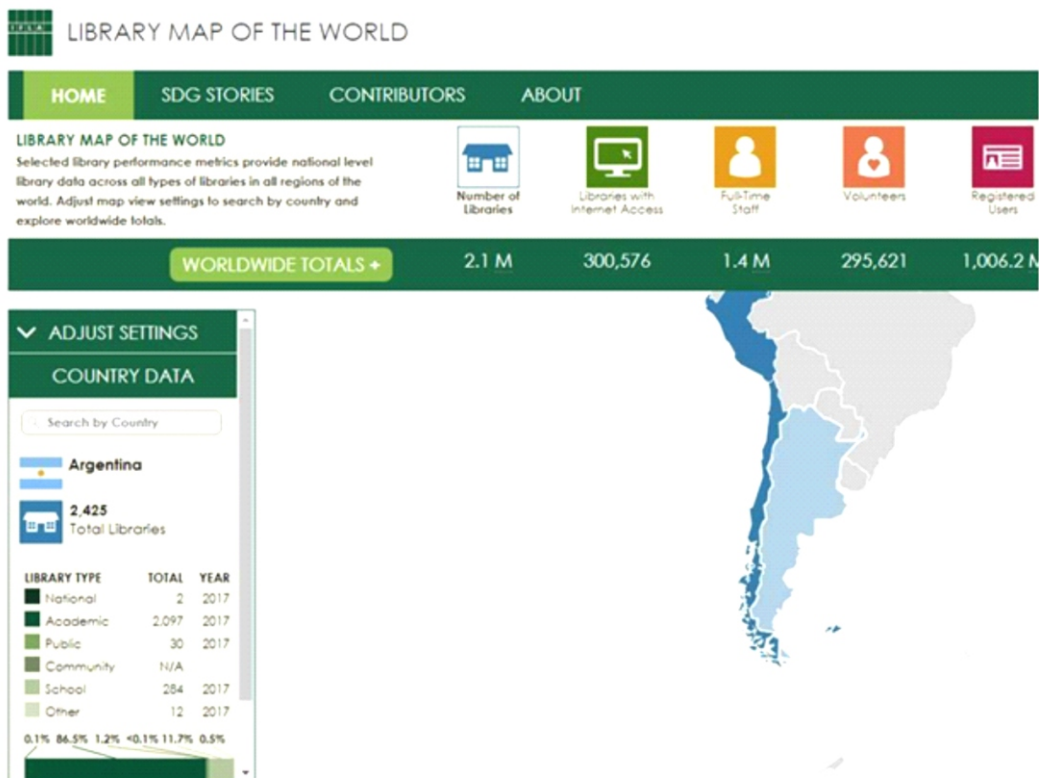 IFLA
LIBRARY MAP OF THE WORLD
HOME
SDG STORIES
CONTRIBUTORS
ABOUT
LIBRARY MAP OF THE WORLD
Selected library performance metrics provide national level
library data across all types of libraries in all regions of the
world. Adjust map view settings to search by country and
explore worldwide totals.
Number of
Libraries
Libraries with
Internet Access
Full-Time
Staff
Volunteers
Registered
Users
WORLDWIDE TOTALS +
2.1 M
300,576
1.4 M
295,621
1,006.2 M
ADJUST SETTINGS
COUNTRY DATA
Search by Country
Argentina
2,425
Total Libraries
LIBRARY TYPE TOTAL YEAR
National 2 2017
Academic 2,097 2017
Public 30 2017
Community N/A
School 284 2017
Other 12 2017
0.1% 86.5% 1.2% <0.1% 11.7% 0.5%